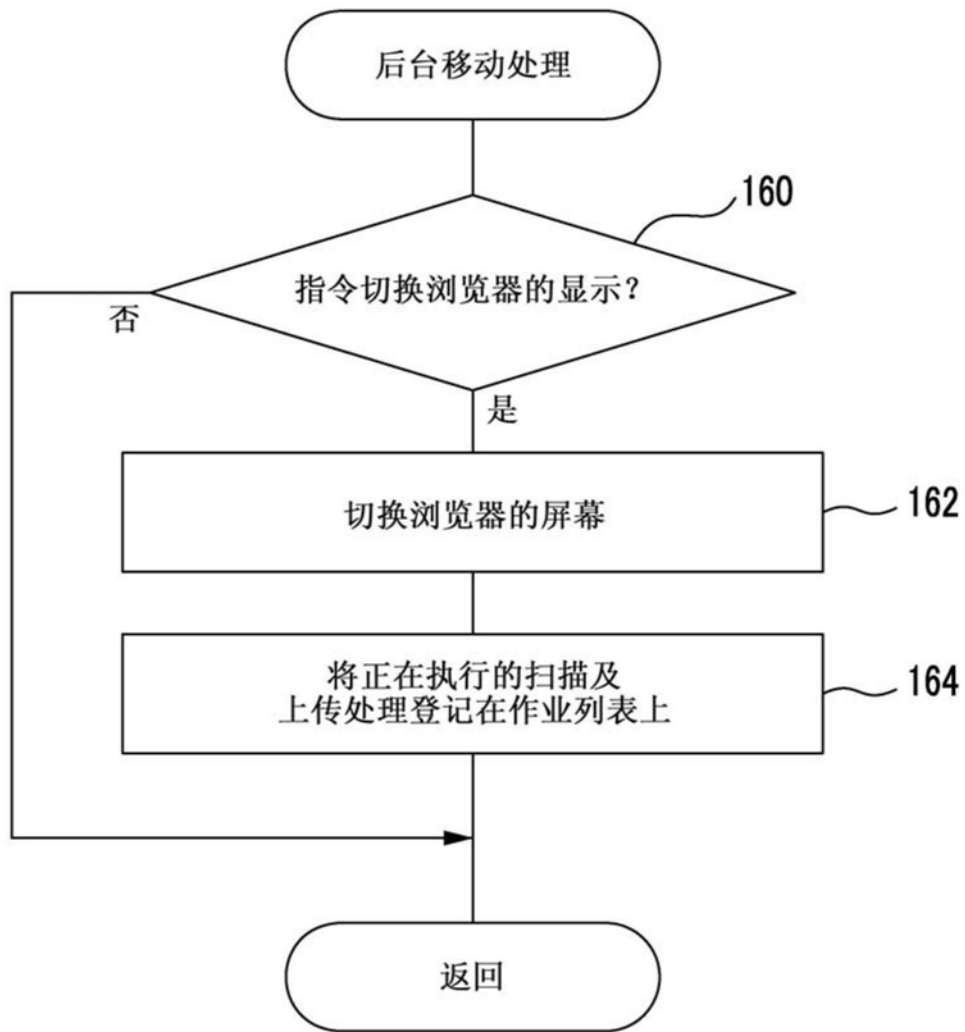 后台移动处理
160
指令切换浏览器的显示?
否
是
切换浏览器的屏幕
162
将正在执行的扫描及
上传处理登记在作业列表上
164
返回